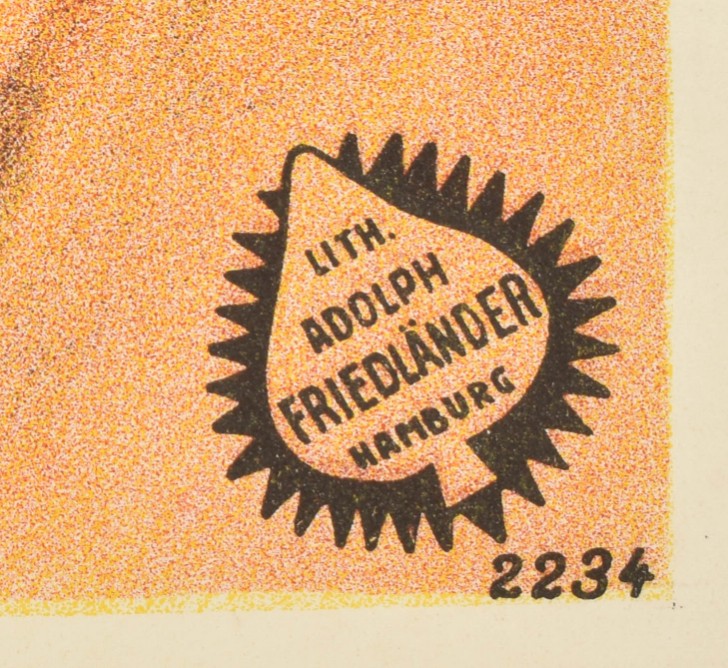 LITH.
ADOLPH
FRIEDLÄNDER
HAMBURG
2234